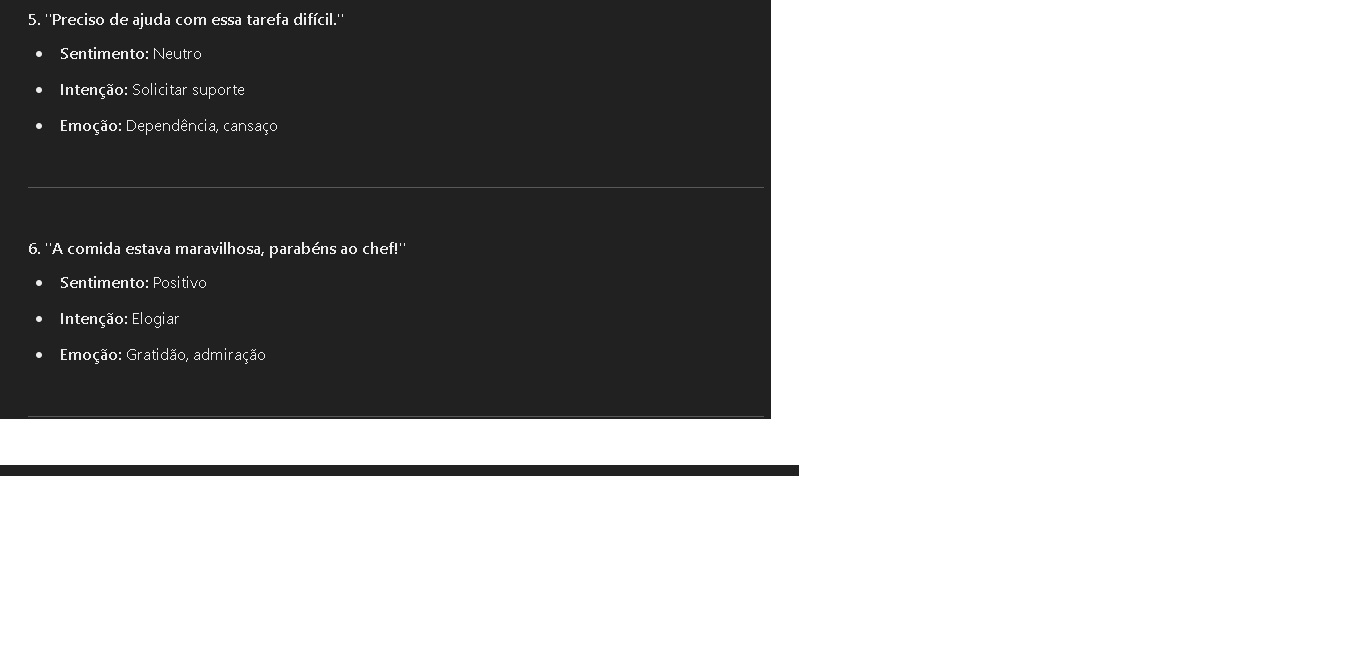 5. "Preciso de ajuda com essa tarefa difícil."
Sentimento: Neutro
Intenção: Solicitar suporte
Emoção: Dependência, cansaço
6. "A comida estava maravilhosa, parabéns ao chef!"
Sentimento: Positivo
Intenção: Elogiar
Emoção: Gratidão, admiração